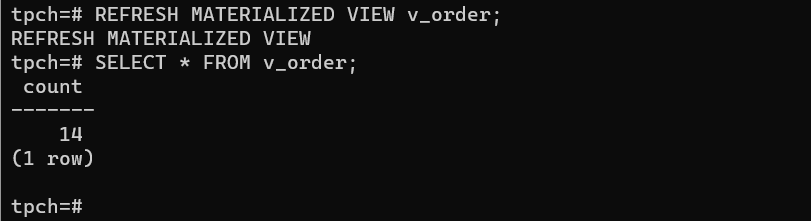 tpch=# REFRESH MATERIALIZED VIEW v_order;
REFRESH MATERIALIZED VIEW
tpch=# SELECT * FROM v_order;
 count
-------
    14
(1 row)

tpch=#